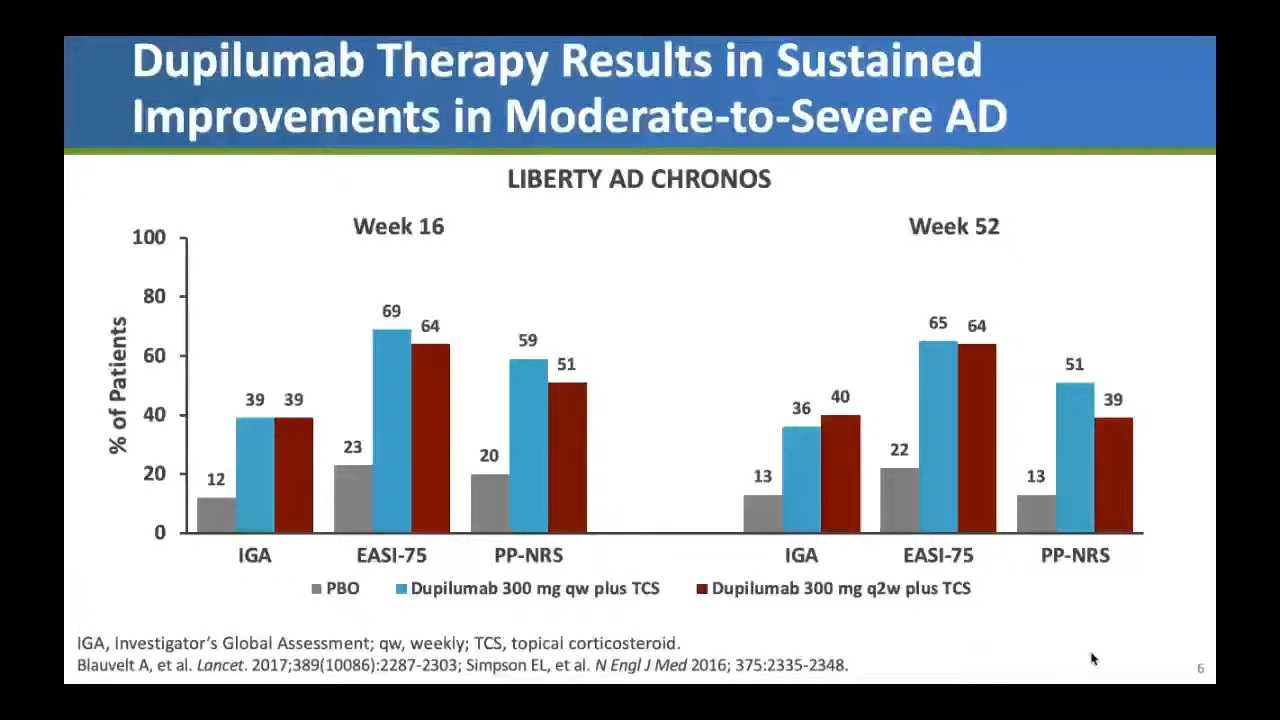 Dupilumab Therapy Results in Sustained
Improvements in Moderate-to-Severe AD
LIBERTY AD CHRONOS
Week 16
Week 52
% of Patients
100
80
60
40
20
0
12
39
39
23
69
64
20
59
51
13
36
40
22
65
64
13
51
39
IGA
EASI-75
PP-NRS
IGA
EASI-75
PP-NRS
PBO
Dupilumab 300 mg qw plus TCS
Dupilumab 300 mg q2w plus TCS
IGA, Investigator's Global Assessment; qw, weekly; TCS, topical corticosteroid.
Blauvelt A, et al. Lancet. 2017;389(10086):2287-2303; Simpson EL, et al. N Engl J Med 2016; 375:2335-2348.
6